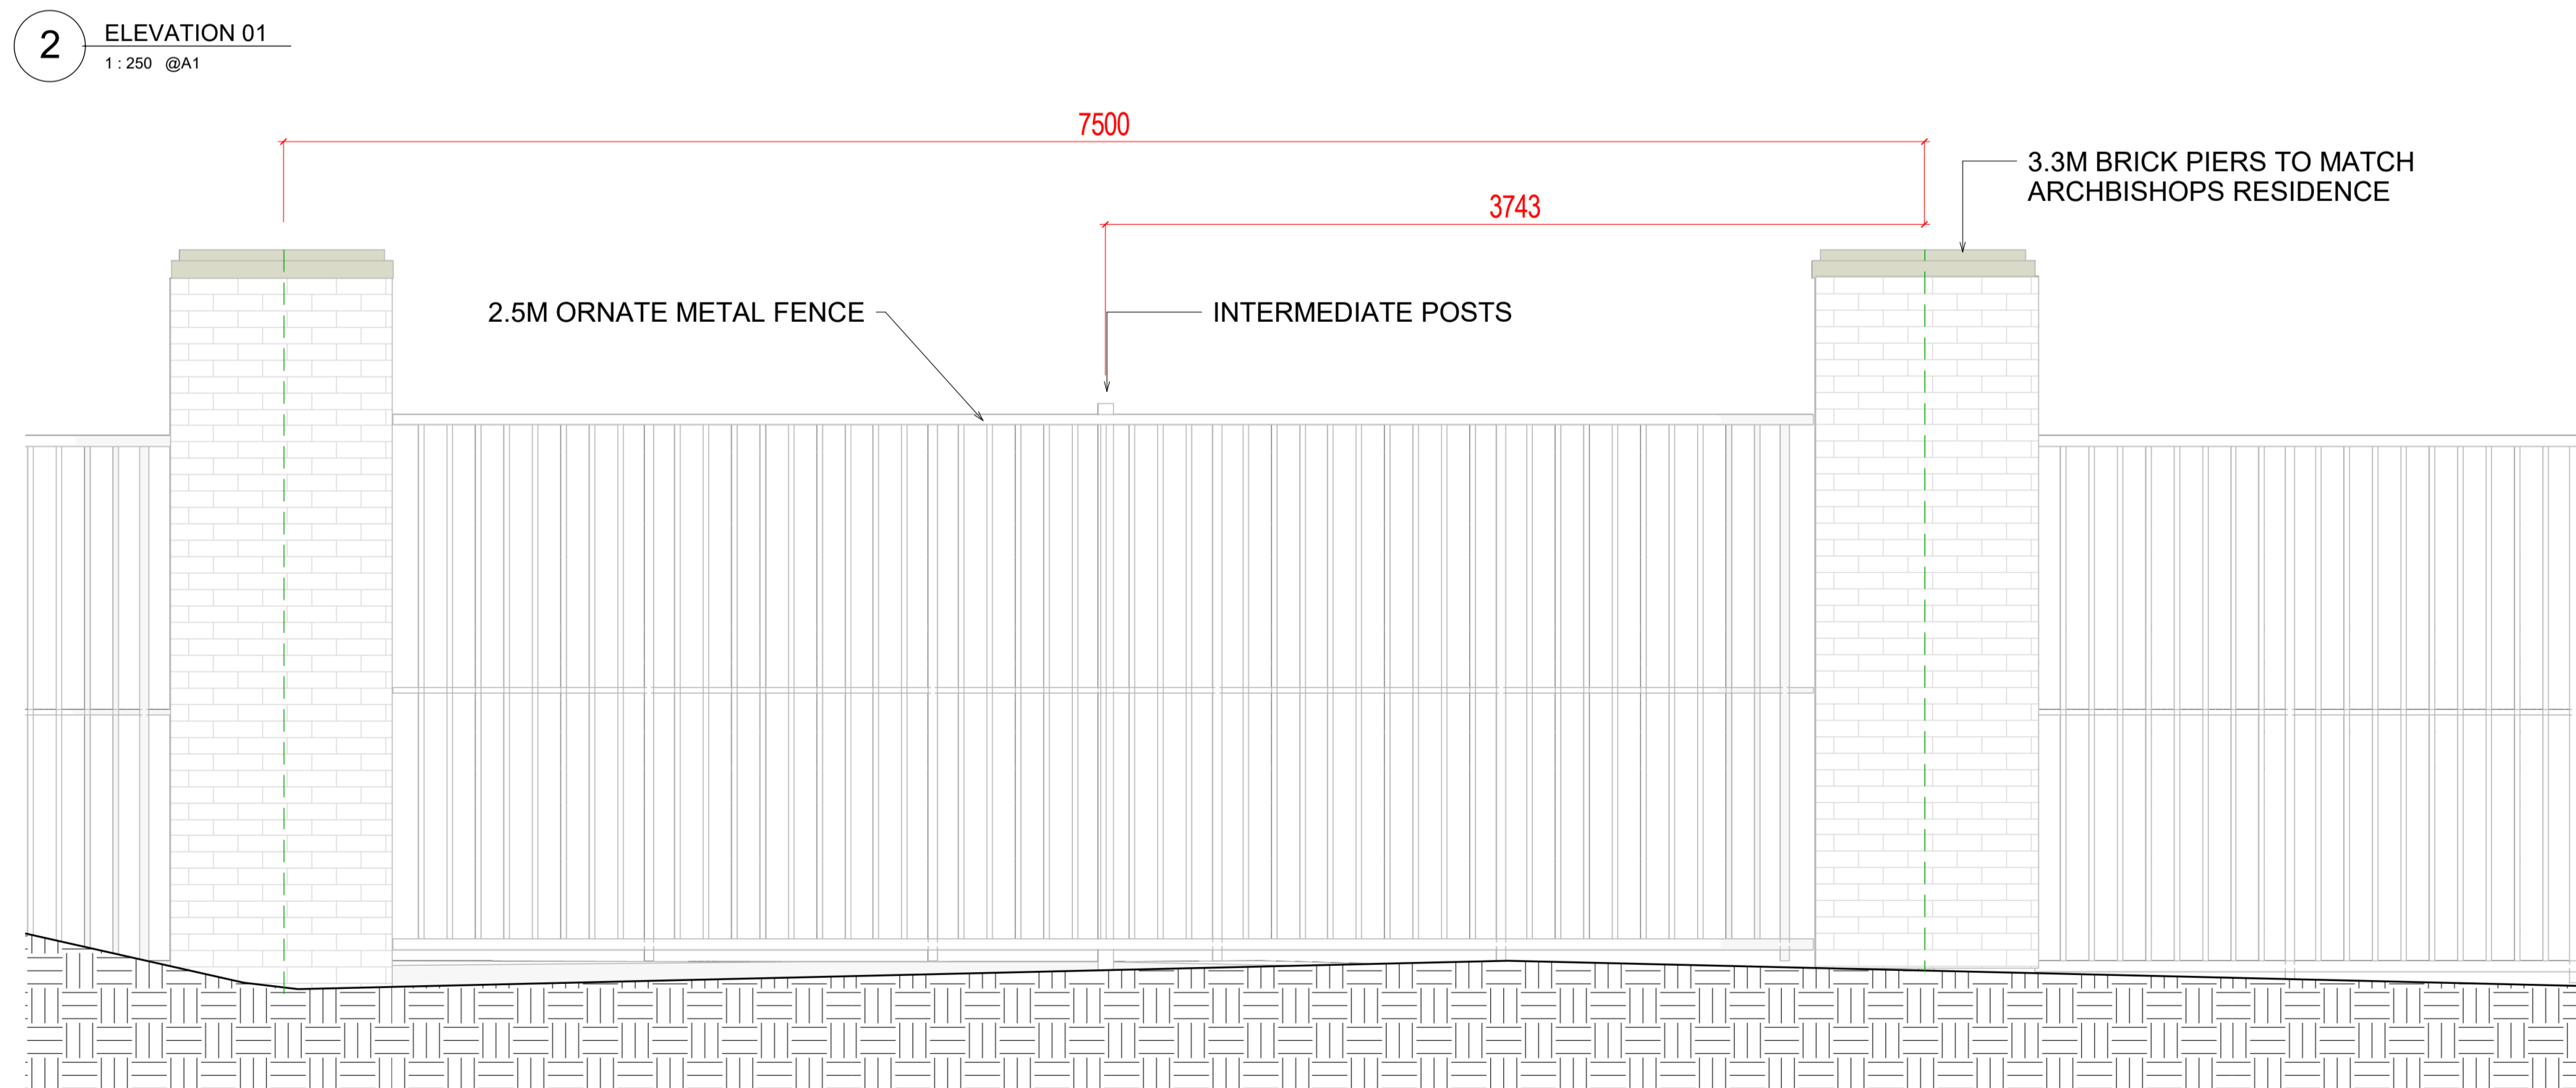 2
ELEVATION 01
1 : 250 @A1
7500
3.3M BRICK PIERS TO MATCH
ARCHBISHOPS RESIDENCE
3743
2.5M ORNATE METAL FENCE
INTERMEDIATE POSTS